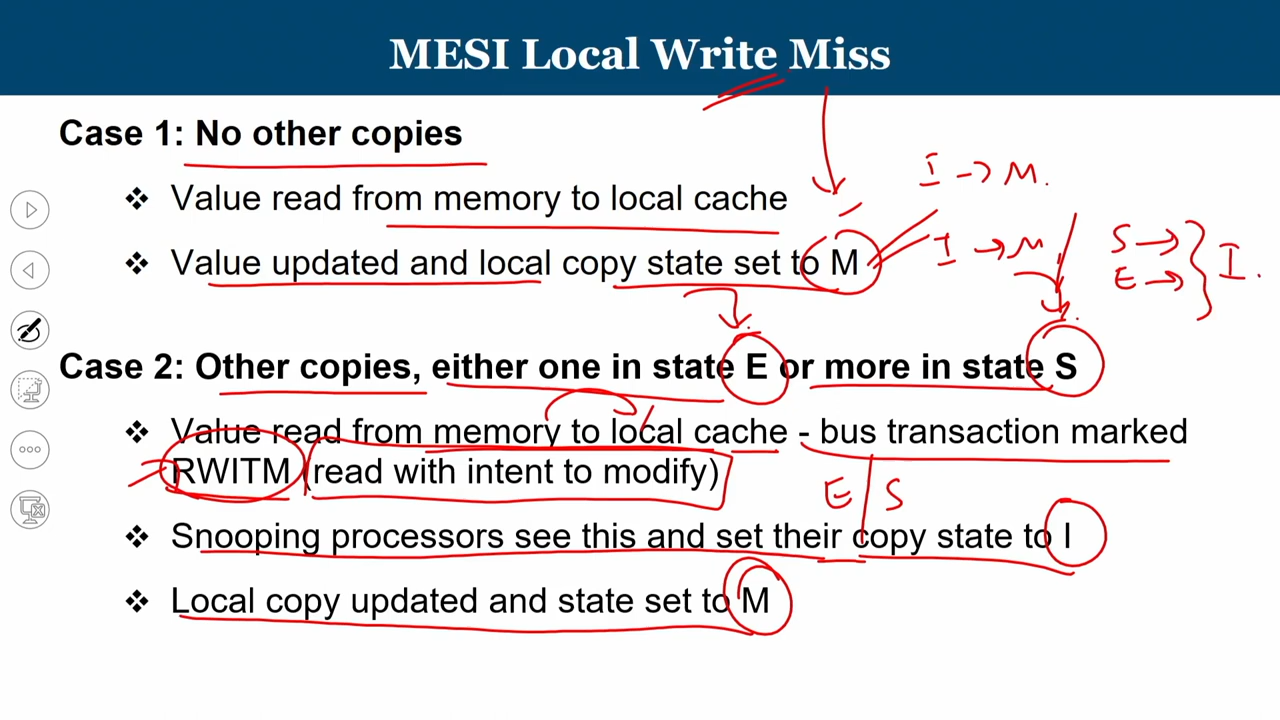 MESI Local Write Miss
Case 1: No other copies
❖ Value read from memory to local cache
I → M.
❖ Value updated and local copy state set to M
I → M
S →
E → } I.
Case 2: Other copies, either one in state E or more in state S
❖ Value read from memory to local cache - bus transaction marked
RWITM (read with intent to modify)
E / S
❖ Snooping processors see this and set their copy state to I
❖ Local copy updated and state set to M